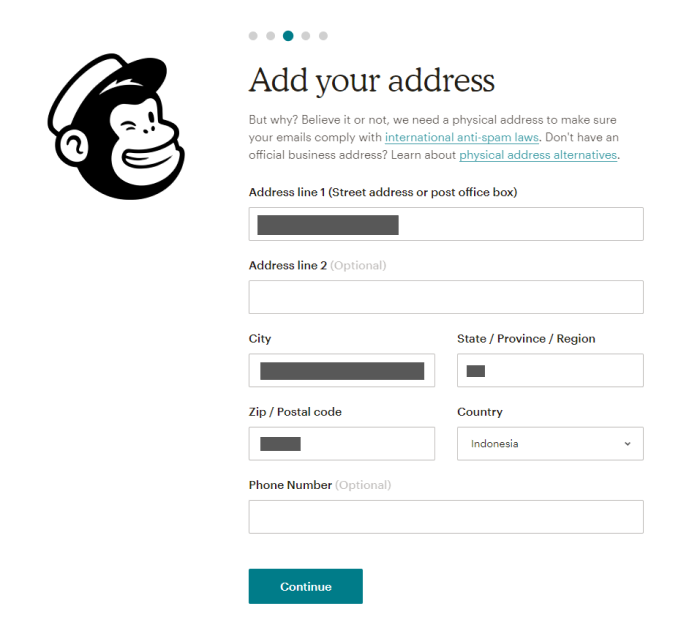 Add your address
But why? Believe it or not, we need a physical address to make sure
your emails comply with international anti-spam laws. Don't have an
official business address? Learn about physical address alternatives.
Address line 1 (Street address or post office box)
Address line 2 (Optional)
City
State / Province / Region
Zip / Postal code
Country
Indonesia
Phone Number (Optional)
Continue